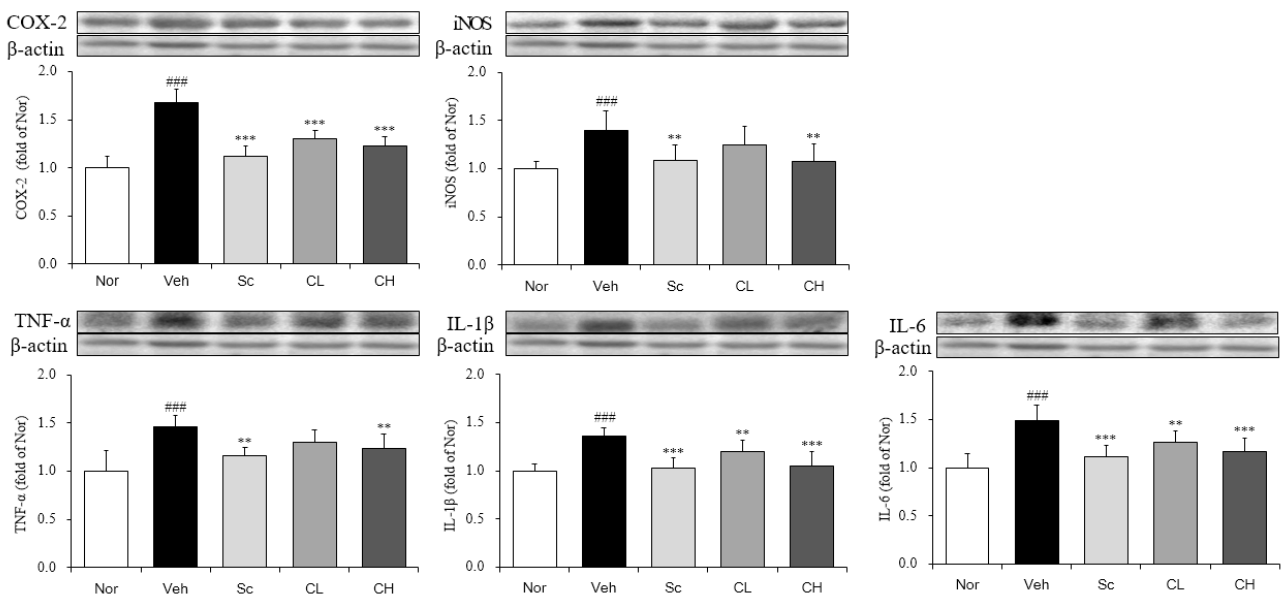 COX-2
β-actin
2.0
1.5
1.0
0.5
0.0
COX-2 (fold of Nor)
###
***
***
***
Nor Veh Sc CL CH
iNOS
β-actin
2.0
1.5
1.0
0.5
0.0
iNOS (fold of Nor)
###
**
**
Nor Veh Sc CL CH
TNF-α
β-actin
2.0
1.5
1.0
0.5
0.0
TNF-α (fold of Nor)
###
**
**
Nor Veh Sc CL CH
IL-1β
β-actin
2.0
1.5
1.0
0.5
0.0
IL-1β (fold of Nor)
###
***
**
***
Nor Veh Sc CL CH
IL-6
β-actin
2.0
1.5
1.0
0.5
0.0
IL-6 (fold of Nor)
###
***
**
***
Nor Veh Sc CL CH